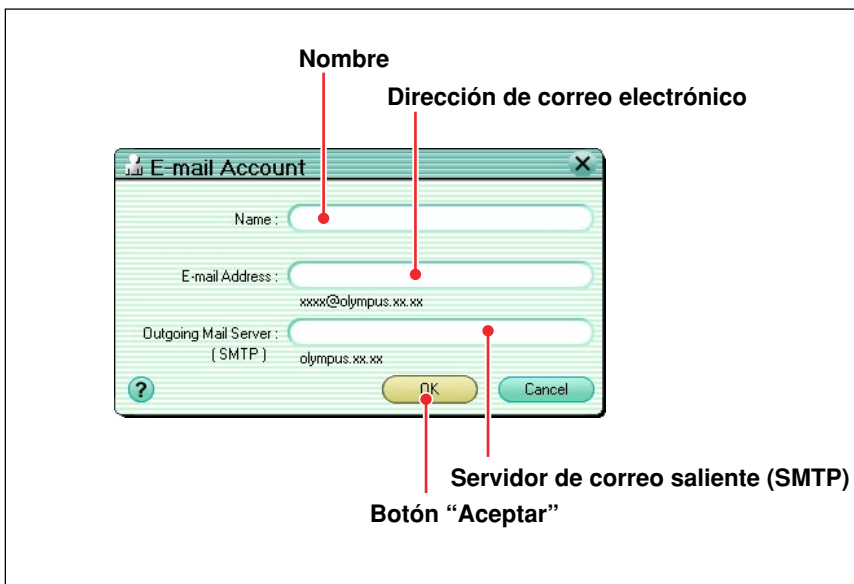 Nombre
Dirección de correo electrónico
E-mail Account
Name :
E-mail Address :
xxxx@olympus.xx.xx
Outgoing Mail Server :
( SMTP )
olympus.xx.xx
?
OK
Cancel
Servidor de correo saliente (SMTP)
Botón “Aceptar”